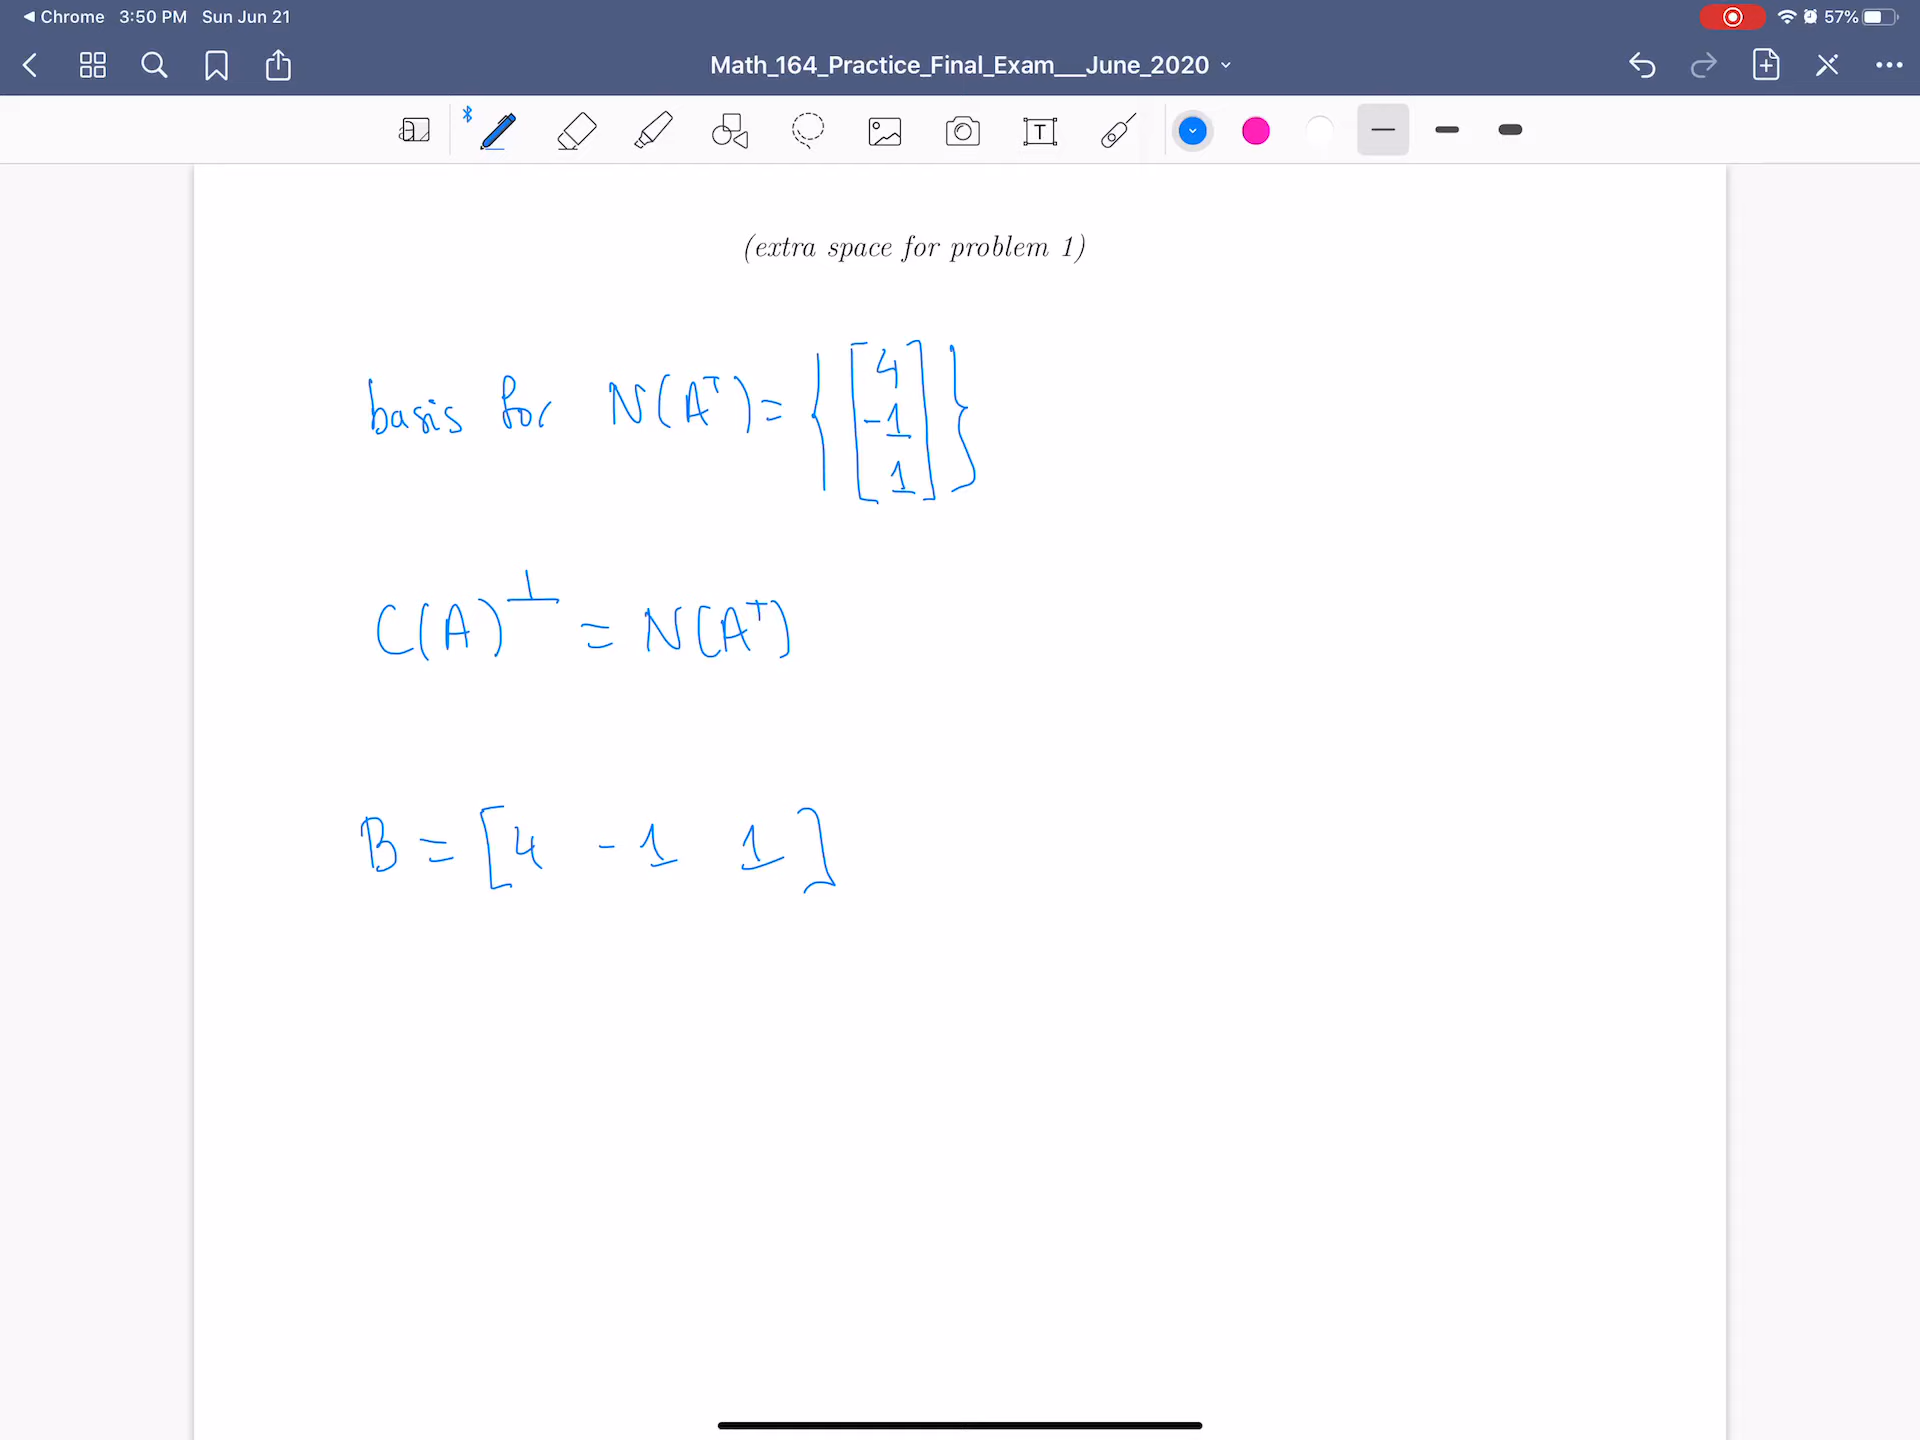 Chrome 3:50 PM Sun Jun 21 57%
Math_164_Practice_Final_Exam___June_2020
(extra space for problem 1)
basis for N(Aᵀ) = { [ 4 -1 1 ] }
C(A)^⊥ = N(Aᵀ)
B = [ 4 -1 1 ]